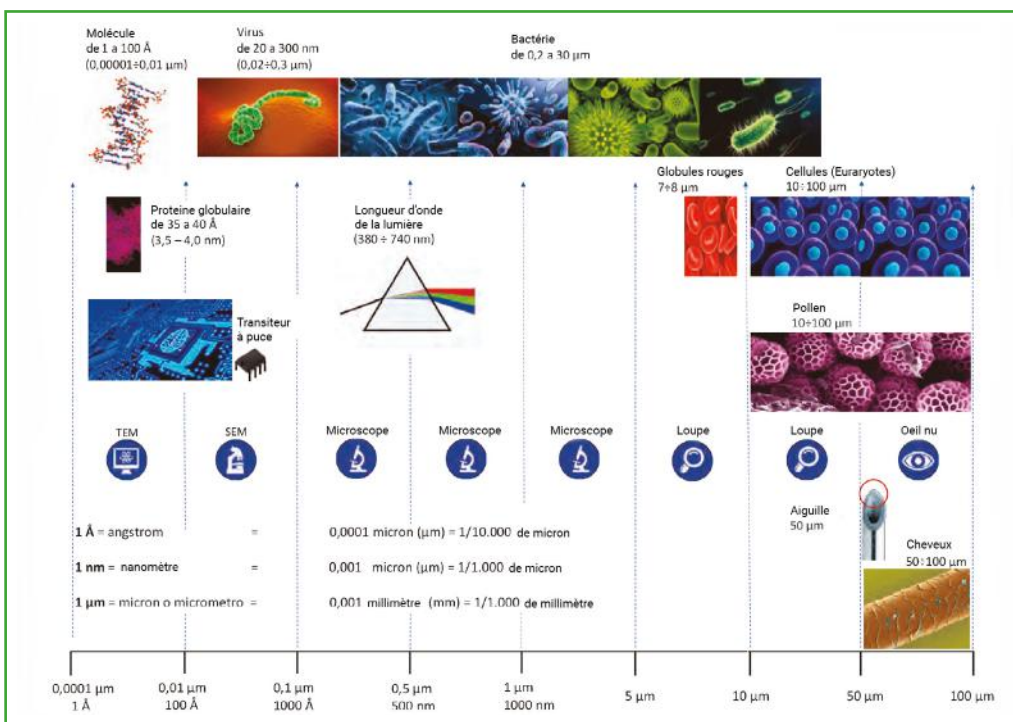 Molécule
de 1 a 100 Å
(0,00001÷0,01 µm)
Virus
de 20 a 300 nm
(0,02÷0,3 µm)
Bactérie
de 0,2 a 30 µm
Globules rouges
7÷8 µm
Cellules (Euraryotes)
10÷100 µm
Proteine globulaire
de 35 a 40 Å
(3,5 – 4,0 nm)
Longueur d'onde
de la lumière
(380 ÷ 740 nm)
Transiteur
à puce
Pollen
10÷100 µm
TEM
SEM
Microscope
Microscope
Microscope
Loupe
Loupe
Oeil nu
Aiguille
50 µm
Cheveux
50÷100 µm
1 Å = angstrom = 0,0001 micron (µm) = 1/10.000 de micron
1 nm = nanomètre = 0,001 micron (µm) = 1/1.000 de micron
1 µm = micron o micrometro = 0,001 millimètre (mm) = 1/1.000 de millimètre
0,0001 µm
1 Å
0,01 µm
100 Å
0,1 µm
1000 Å
0,5 µm
500 nm
1 µm
1000 nm
5 µm
10 µm
50 µm
100 µm